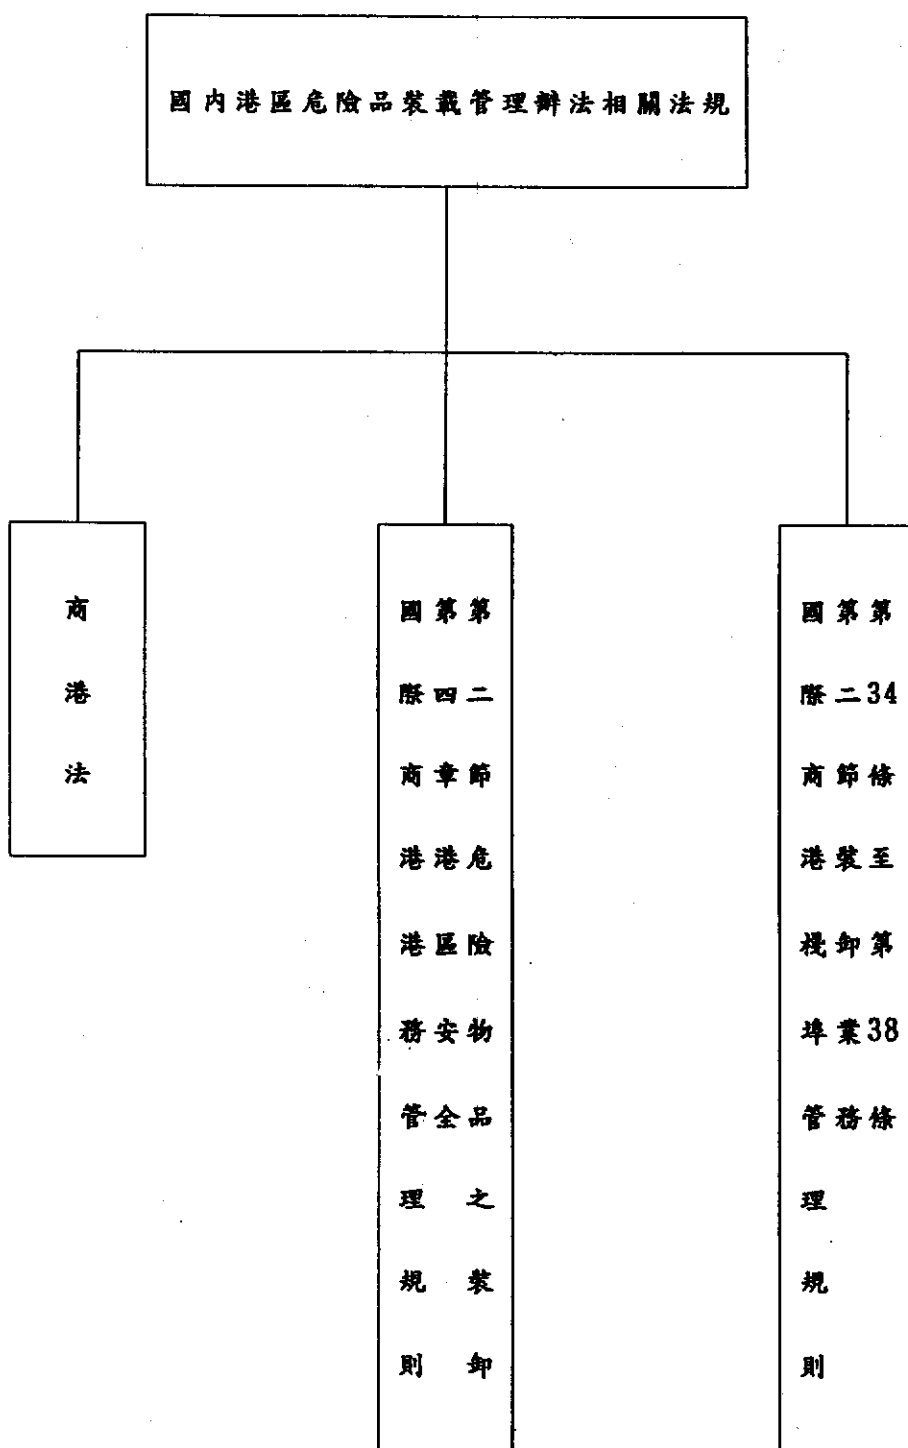 國內港區危險品裝載管理辦法相關法規
商港法
國際商港港務管理規則
第四章港區安全
第二節危險物品之裝卸
國際商港棧埠管理規則
第二節裝卸業務
第34條至第38條